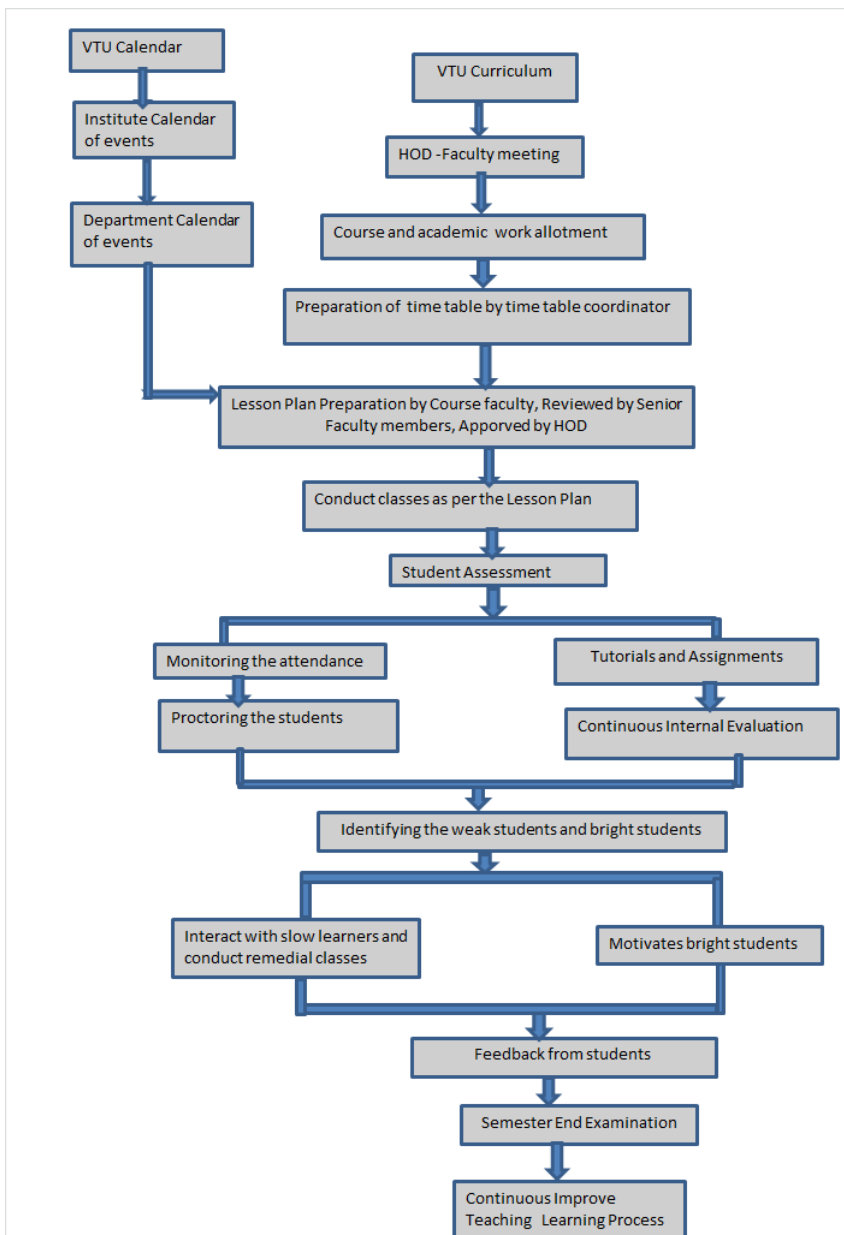 VTU Calendar
VTU Curriculum
Institute Calendar
of events
HOD -Faculty meeting
Department Calendar
of events
Course and academic work allotment
Preparation of time table by time table coordinator
Lesson Plan Preparation by Course faculty, Reviewed by Senior
Faculty members, Apporved by HOD
Conduct classes as per the Lesson Plan
Student Assessment
Monitoring the attendance
Tutorials and Assignments
Proctoring the students
Continuous Internal Evaluation
Identifying the weak students and bright students
Interact with slow learners and
conduct remedial classes
Motivates bright students
Feedback from students
Semester End Examination
Continuous Improve
Teaching Learning Process